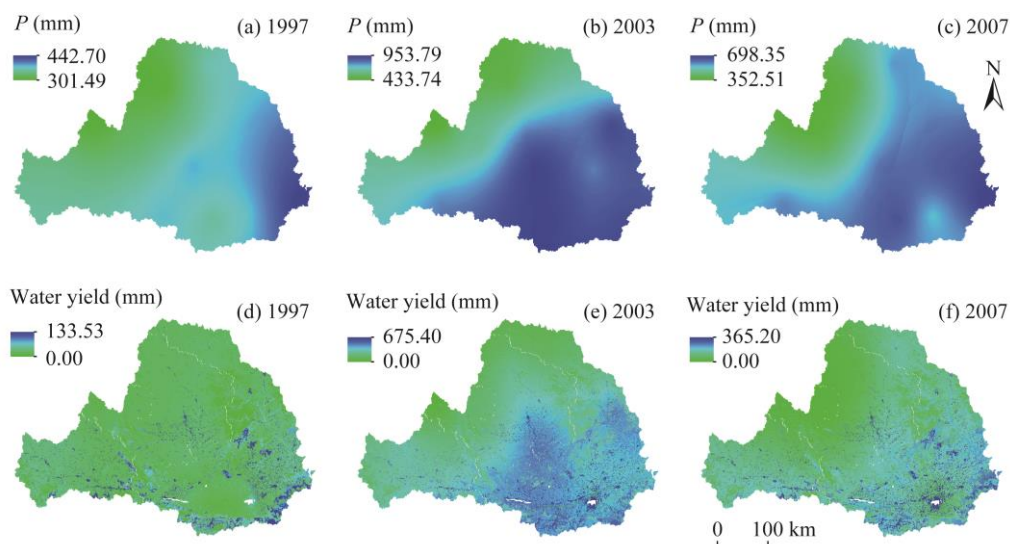 P (mm)
442.70
301.49
(a) 1997
P (mm)
953.79
433.74
(b) 2003
P (mm)
698.35
352.51
(c) 2007
N
Water yield (mm)
133.53
0.00
(d) 1997
Water yield (mm)
675.40
0.00
(e) 2003
Water yield (mm)
365.20
0.00
(f) 2007
0 100 km